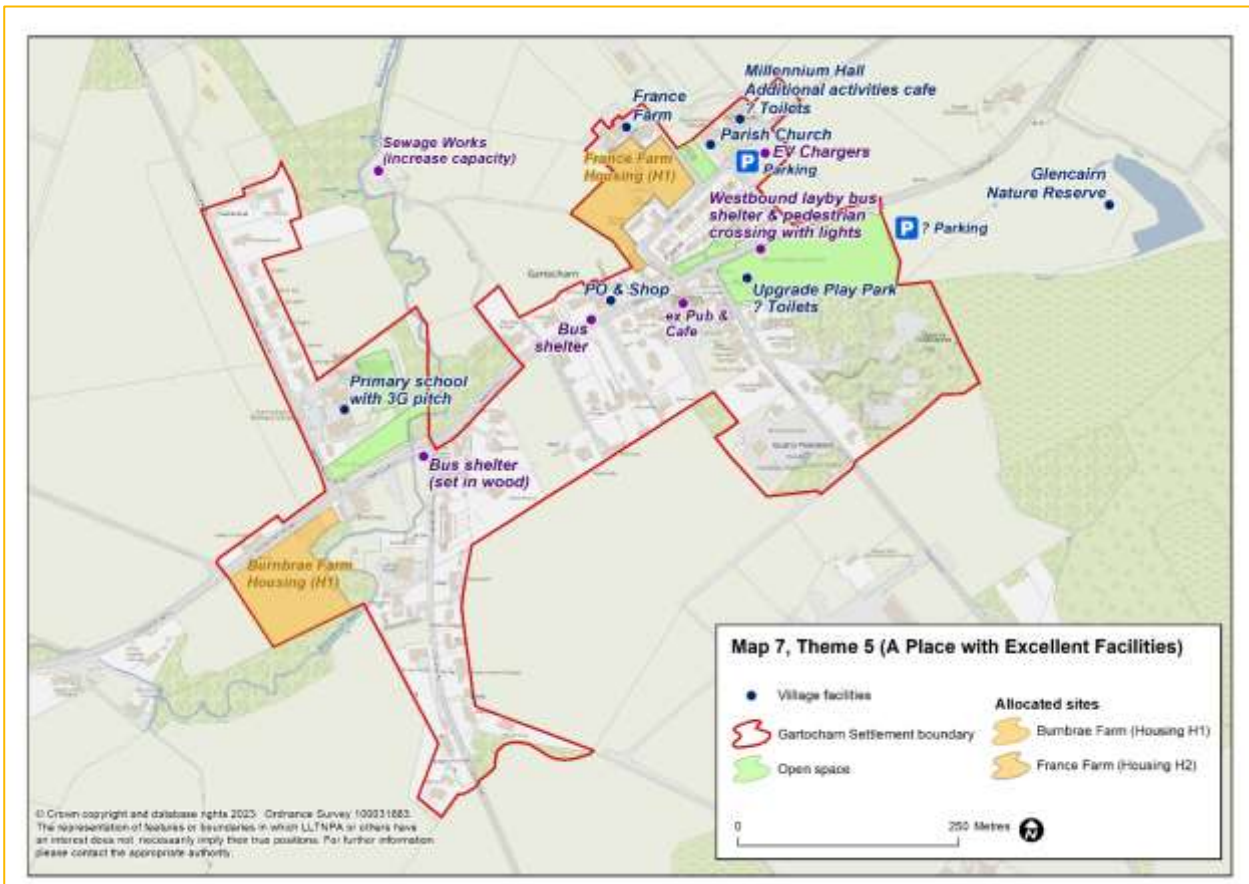 Millennium Hall
Additional activities cafe
? Toilets
France
Farm
Parish Church
EV Chargers
P
Parking
Sewage Works
(increase capacity)
France Farm
Housing (H1)
Glencairn
Nature Reserve
Westbound layby bus
shelter & pedestrian
crossing with lights
P
? Parking
Gartocharn
PO & Shop
Upgrade Play Park
? Toilets
ex Pub &
Cafe
Bus
shelter
Primary school
with 3G pitch
Bus shelter
(set in wood)
Burnbrae Farm
Housing (H1)
Map 7, Theme 5 (A Place with Excellent Facilities)
Village facilities
Gartocharn Settlement boundary
Open space
Allocated sites
Burnbrae Farm (Housing H1)
France Farm (Housing H2)
0
250 Metres
N
© Crown copyright and database rights 2023 Ordnance Survey 100031883.
The representation of features or boundaries in which LLTNPA or others have
an interest does not necessarily imply their true positions. For further information
please contact the appropriate authority.